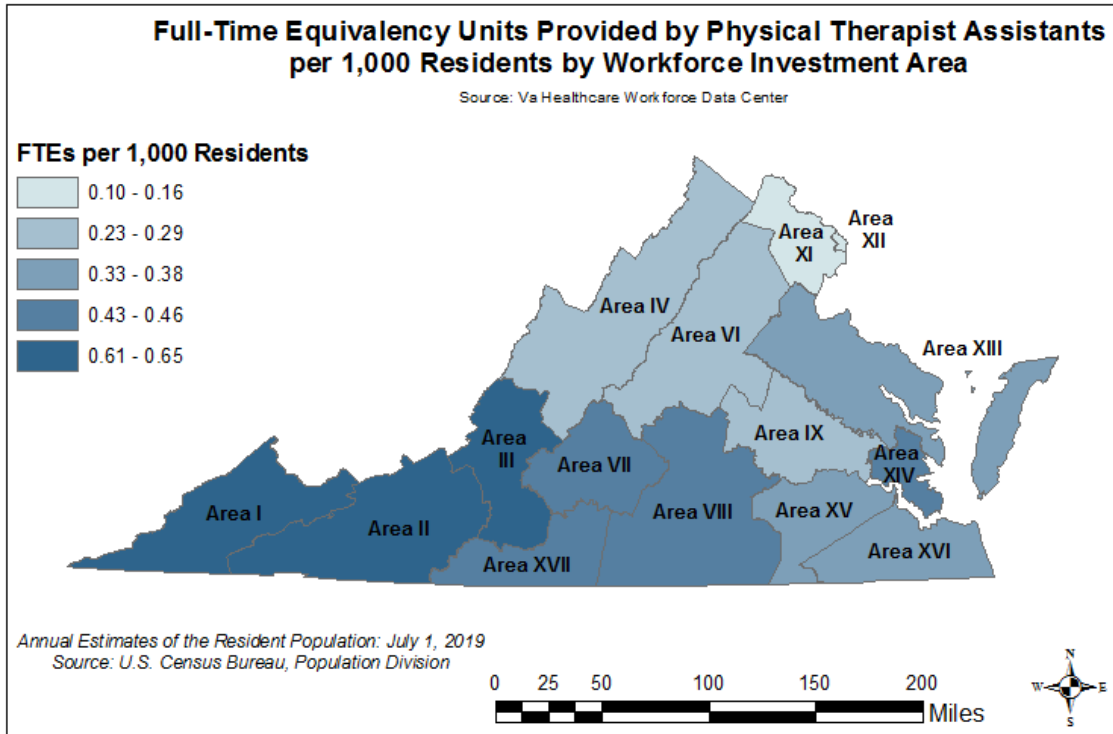 Full-Time Equivalency Units Provided by Physical Therapist Assistants
per 1,000 Residents by Workforce Investment Area
Source: Va Healthcare Workforce Data Center
FTEs per 1,000 Residents
0.10 - 0.16
0.23 - 0.29
0.33 - 0.38
0.43 - 0.46
0.61 - 0.65
Area
XII
Area
XI
Area IV
Area VI
Area XIII
Area
III
Area IX
Area VII
Area
XIV
Area I
Area II
Area VIII
Area XV
Area XVI
Area XVII
Annual Estimates of the Resident Population: July 1, 2019
Source: U.S. Census Bureau, Population Division
0 25 50 100 150 200
Miles
N
W E
S